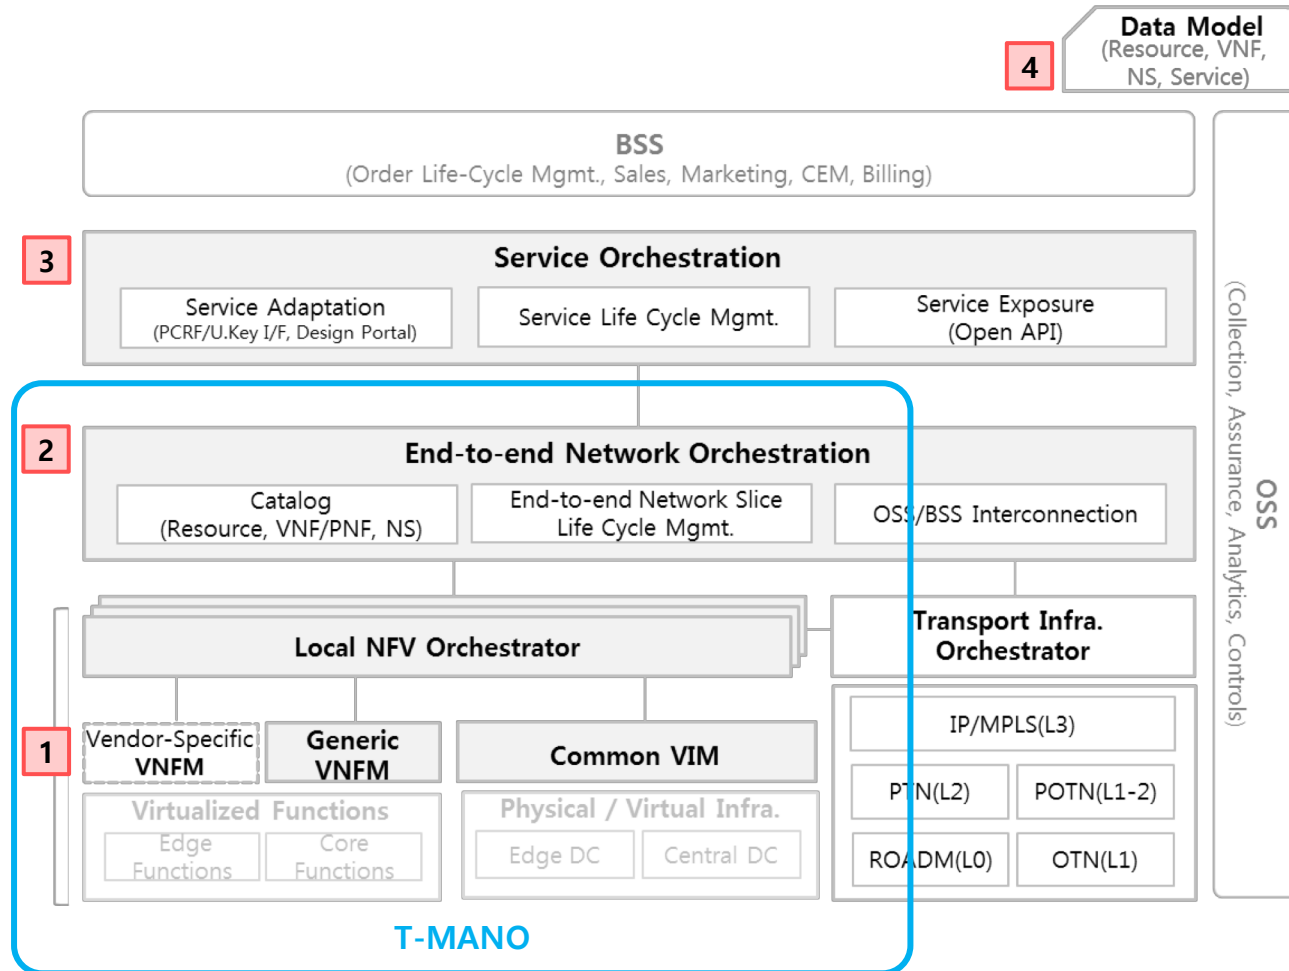 Data Model
(Resource, VNF,
NS, Service)
4
BSS
(Order Life-Cycle Mgmt., Sales, Marketing, CEM, Billing)
3
Service Orchestration
Service Adaptation
(PCRF/U.Key I/F, Design Portal)
Service Life Cycle Mgmt.
Service Exposure
(Open API)
OSS
(Collection, Assurance, Analytics, Controls)
2
End-to-end Network Orchestration
Catalog
(Resource, VNF/PNF, NS)
End-to-end Network Slice
Life Cycle Mgmt.
OSS/BSS Interconnection
Local NFV Orchestrator
Transport Infra.
Orchestrator
1
Vendor-Specific
VNFM
Generic
VNFM
Common VIM
IP/MPLS(L3)
PTN(L2)
POTN(L1-2)
ROADM(L0)
OTN(L1)
Virtualized Functions
Edge
Functions
Core
Functions
Physical / Virtual Infra.
Edge DC
Central DC
T-MANO